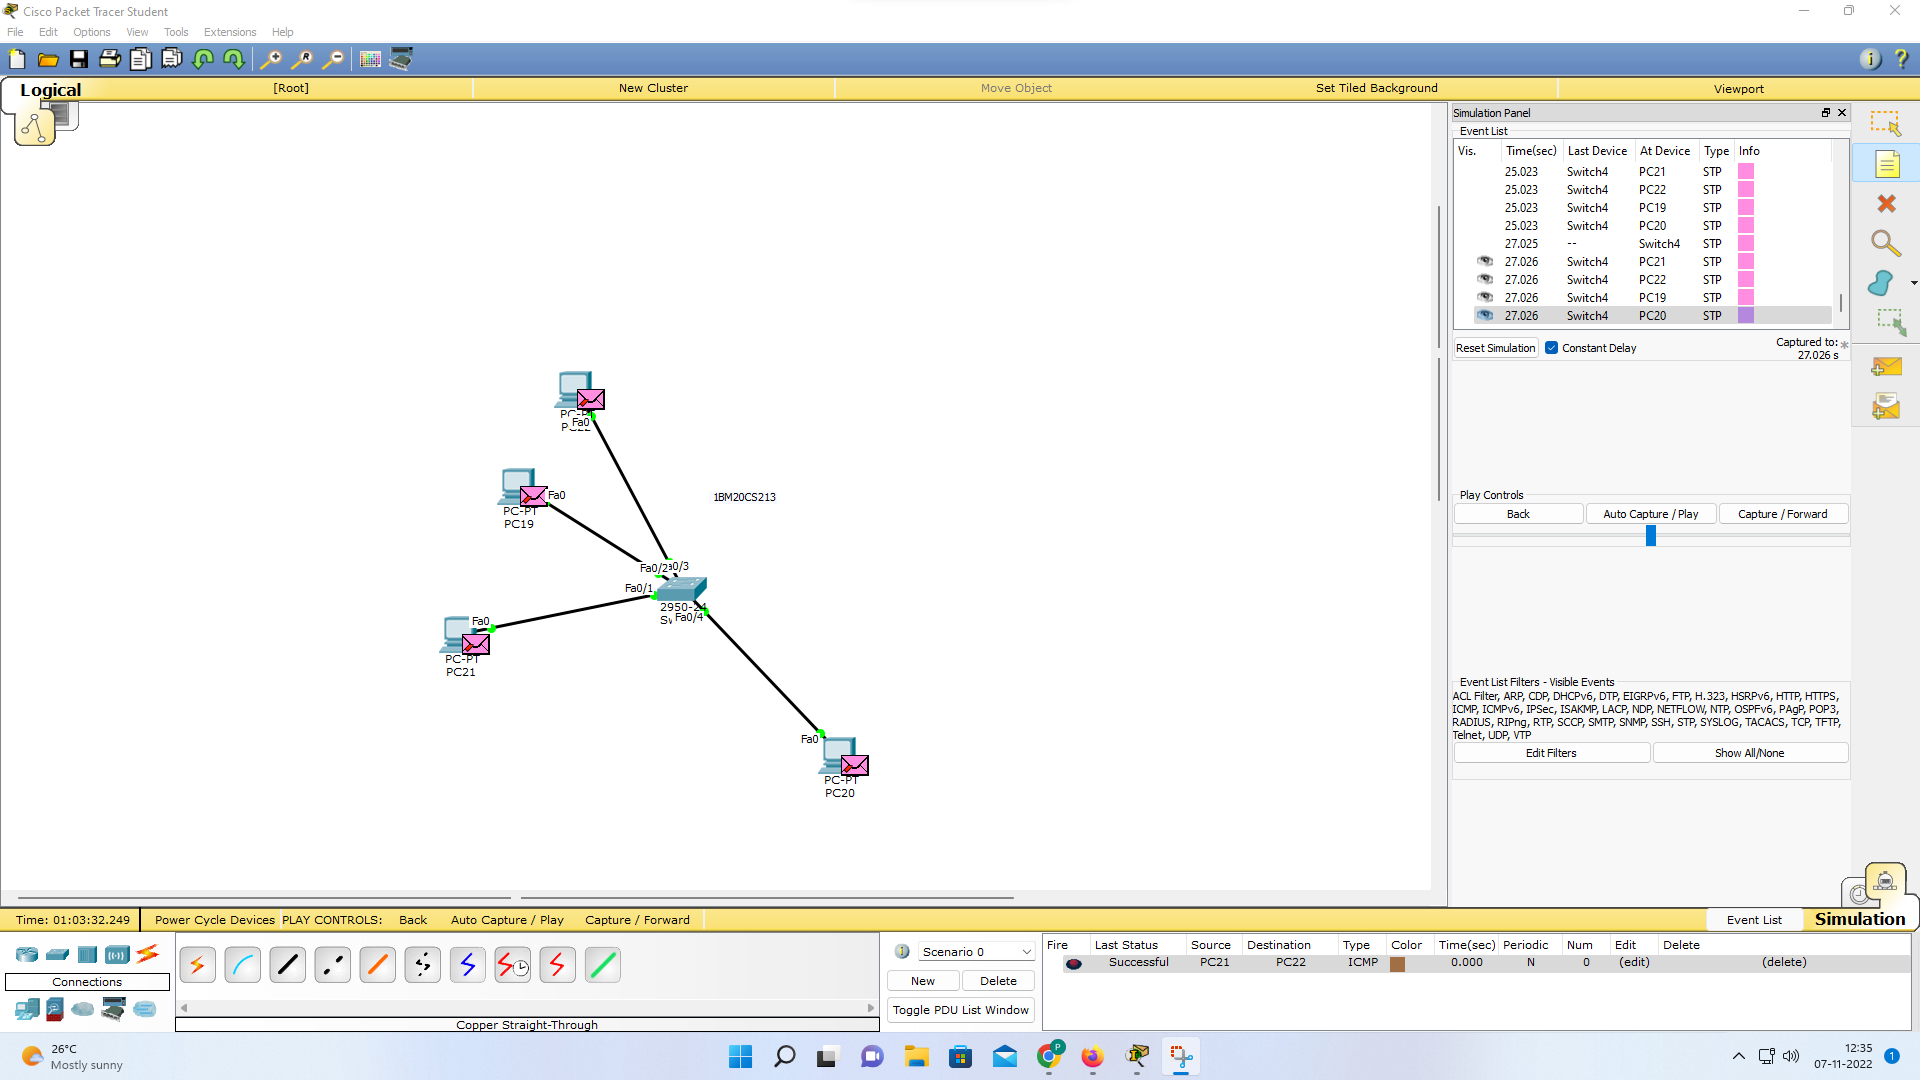 Cisco Packet Tracer Student
File Edit Options View Tools Extensions Help
Logical [Root] New Cluster Move Object Set Tiled Background Viewport
Simulation Panel
Event List
Vis. Time(sec) Last Device At Device Type Info
25.023 Switch4 PC21 STP
25.023 Switch4 PC22 STP
25.023 Switch4 PC19 STP
25.023 Switch4 PC20 STP
27.025 -- Switch4 STP
27.026 Switch4 PC21 STP
27.026 Switch4 PC22 STP
27.026 Switch4 PC19 STP
27.026 Switch4 PC20 STP
Reset Simulation Constant Delay Captured to:
27.026 s
Play Controls
Back Auto Capture / Play Capture / Forward
Event List Filters - Visible Events
ACL Filter, ARP, CDP, DHCPv6, DTP, EIGRPv6, FTP, H.323, HSRPv6, HTTP, HTTPS,
ICMP, ICMPv6, IPSec, ISAKMP, LACP, NDP, NETFLOW, NTP, OSPFv6, PAgP, POP3,
RADIUS, RIPng, RTP, SCCP, SMTP, SNMP, SSH, STP, SYSLOG, TACACS, TCP, TFTP,
Telnet, UDP, VTP
Edit Filters Show All/None
Fa0
Fa0
PC-PT
PC19
1BM20CS213
Fa0/2
Fa0/1
2950-24
Fa0/4
Fa0
PC-PT
PC21
Fa0
PC-PT
PC20
Time: 01:03:32.249 Power Cycle Devices PLAY CONTROLS: Back Auto Capture / Play Capture / Forward Event List Simulation
Connections
Copper Straight-Through
Scenario 0
New Delete
Toggle PDU List Window
Fire Last Status Source Destination Type Color Time(sec) Periodic Num Edit Delete
Successful PC21 PC22 ICMP 0.000 N 0 (edit) (delete)
26°C
Mostly sunny
P
12:35
07-11-2022
1